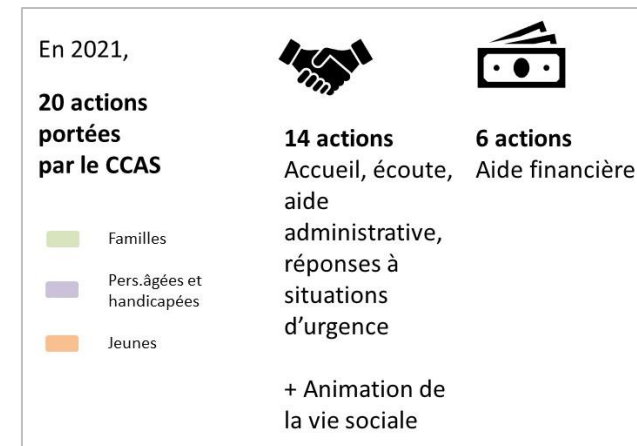 En 2021,
20 actions
portées
par le CCAS
Familles
Pers.âgées et
handicapées
Jeunes
14 actions
Accueil, écoute,
aide
administrative,
réponses à
situations
d’urgence
+ Animation de
la vie sociale
6 actions
Aide financière